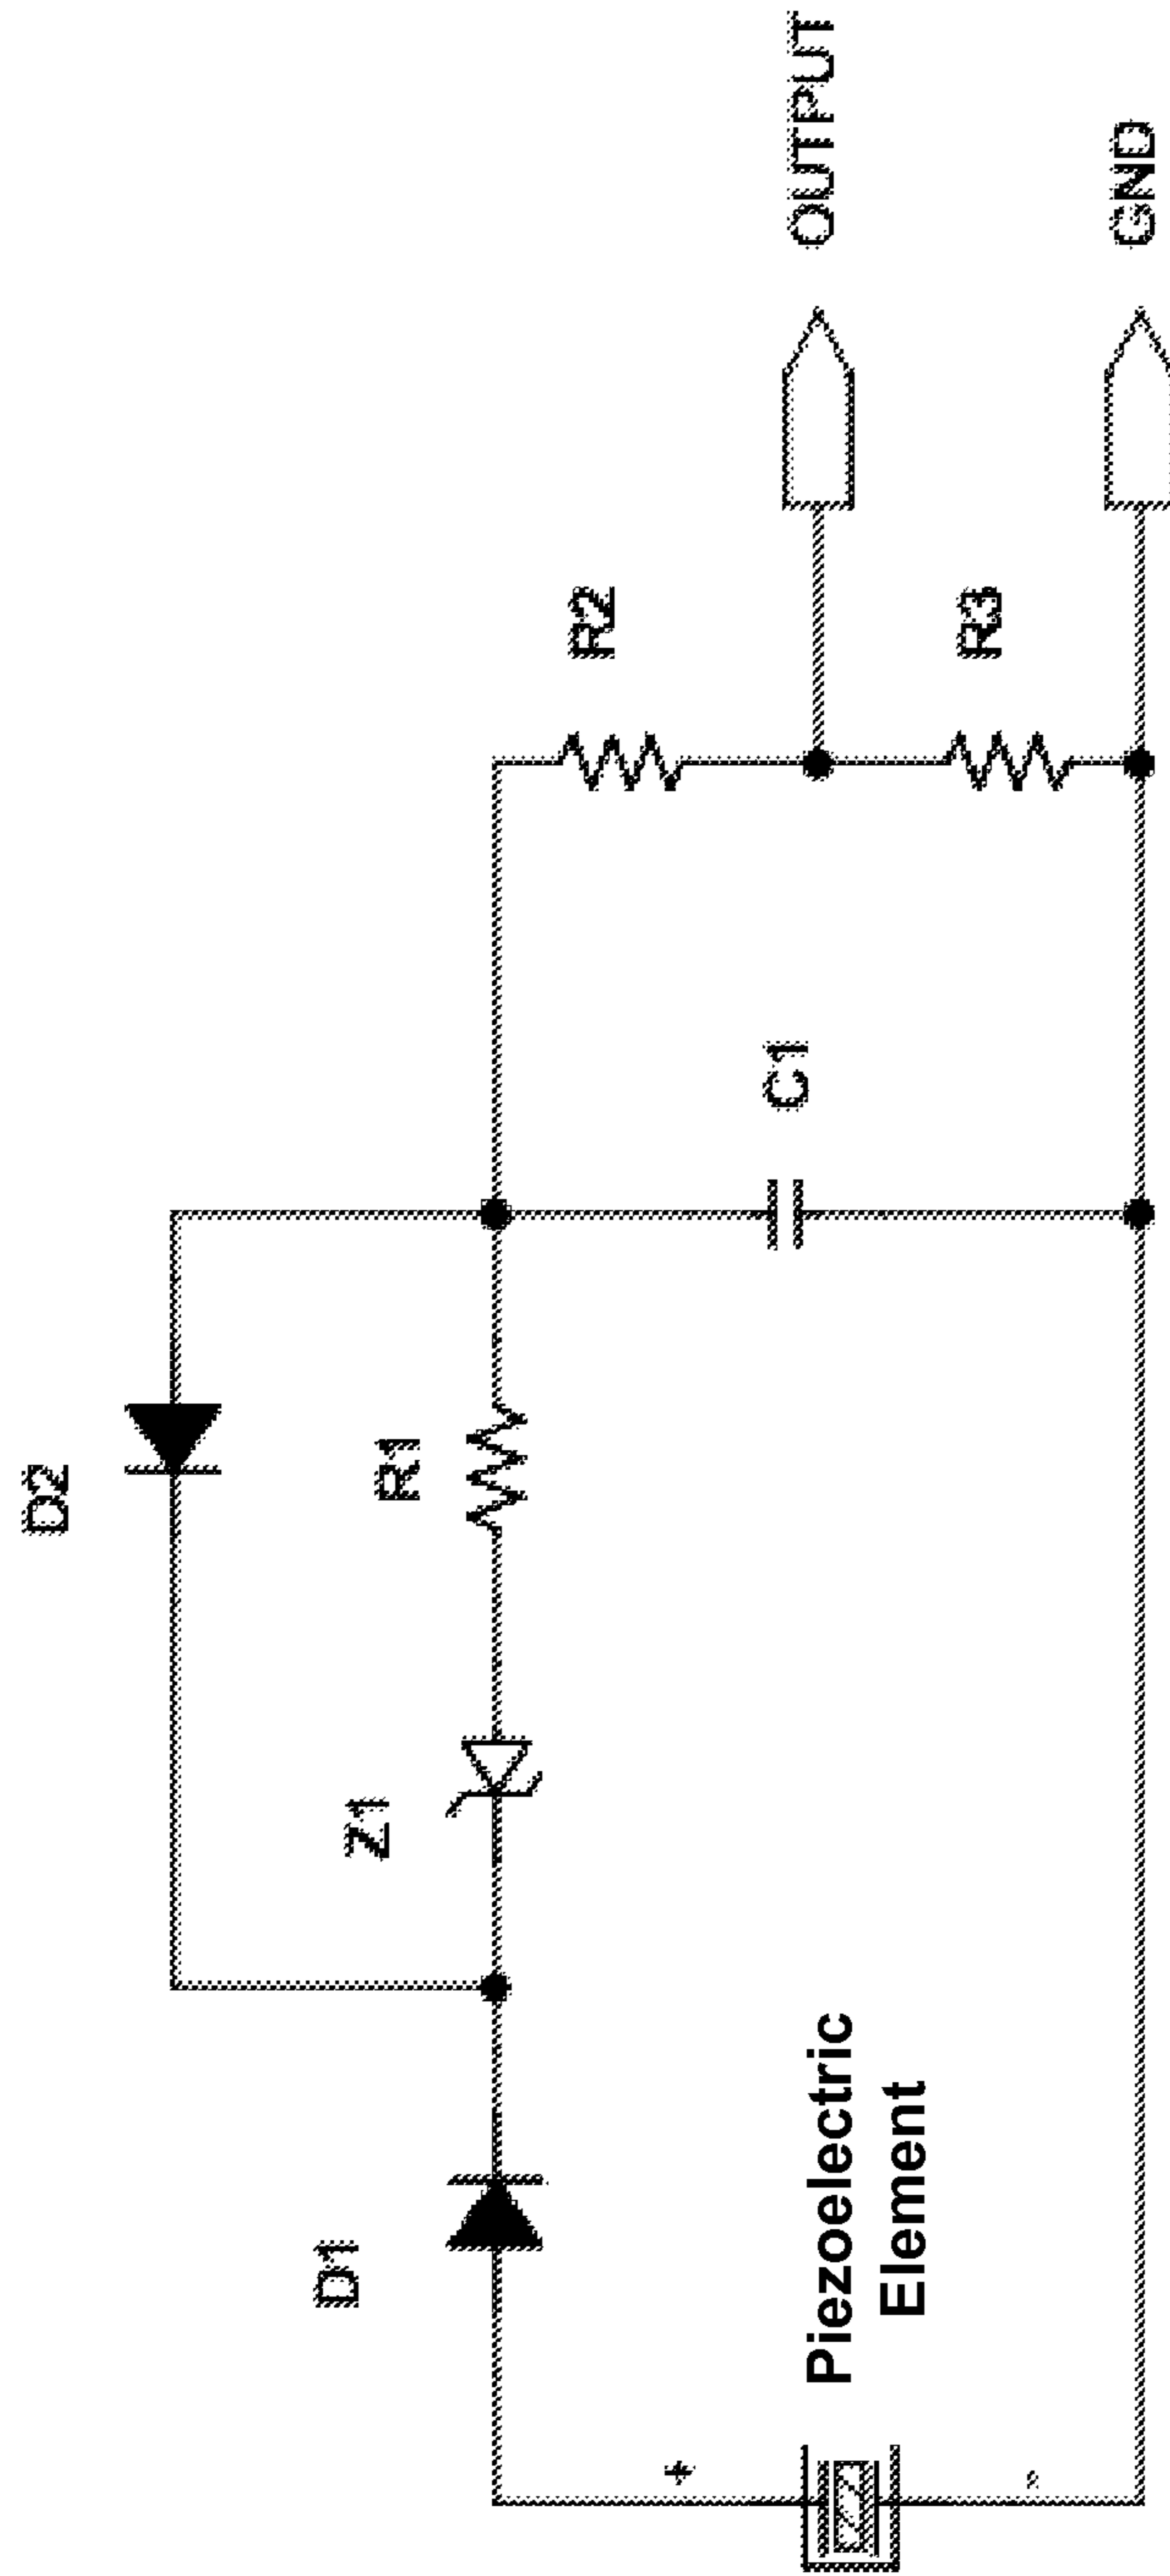 D2
D1
Z1
R1
R2
OUTPUT
C1
R3
GND
+
Piezoelectric
Element
-